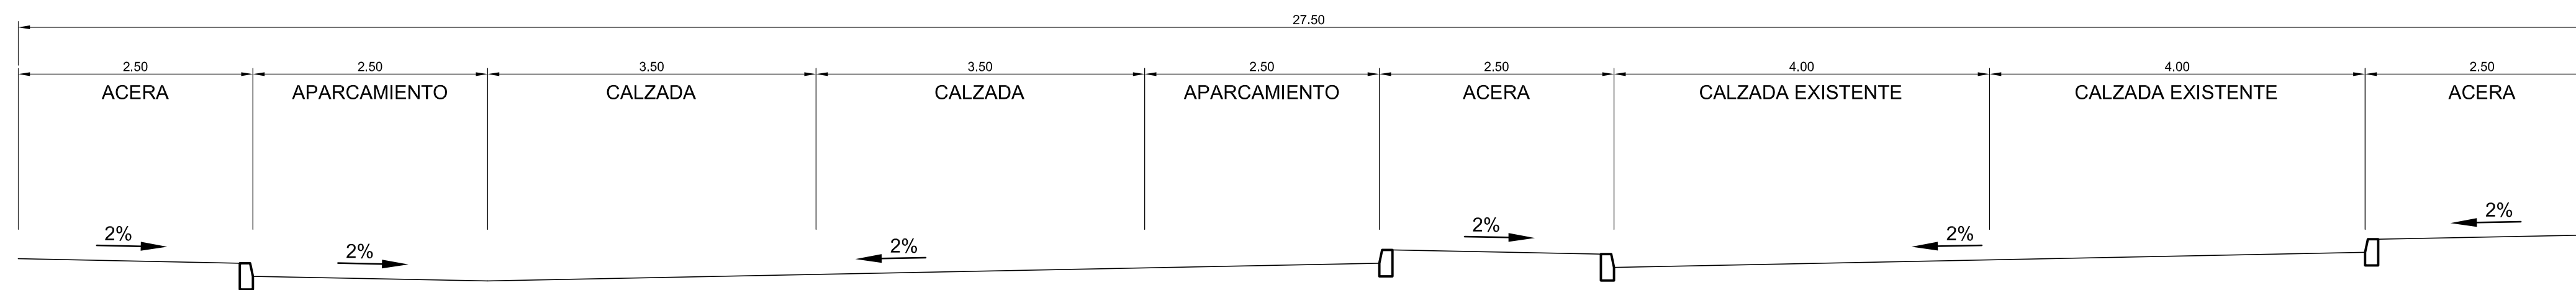 27.50
2.50 2.50 3.50 3.50 2.50 2.50 4.00 4.00 2.50
ACERA APARCAMIENTO CALZADA CALZADA APARCAMIENTO ACERA CALZADA EXISTENTE CALZADA EXISTENTE ACERA
2% 2% 2% 2% 2% 2%